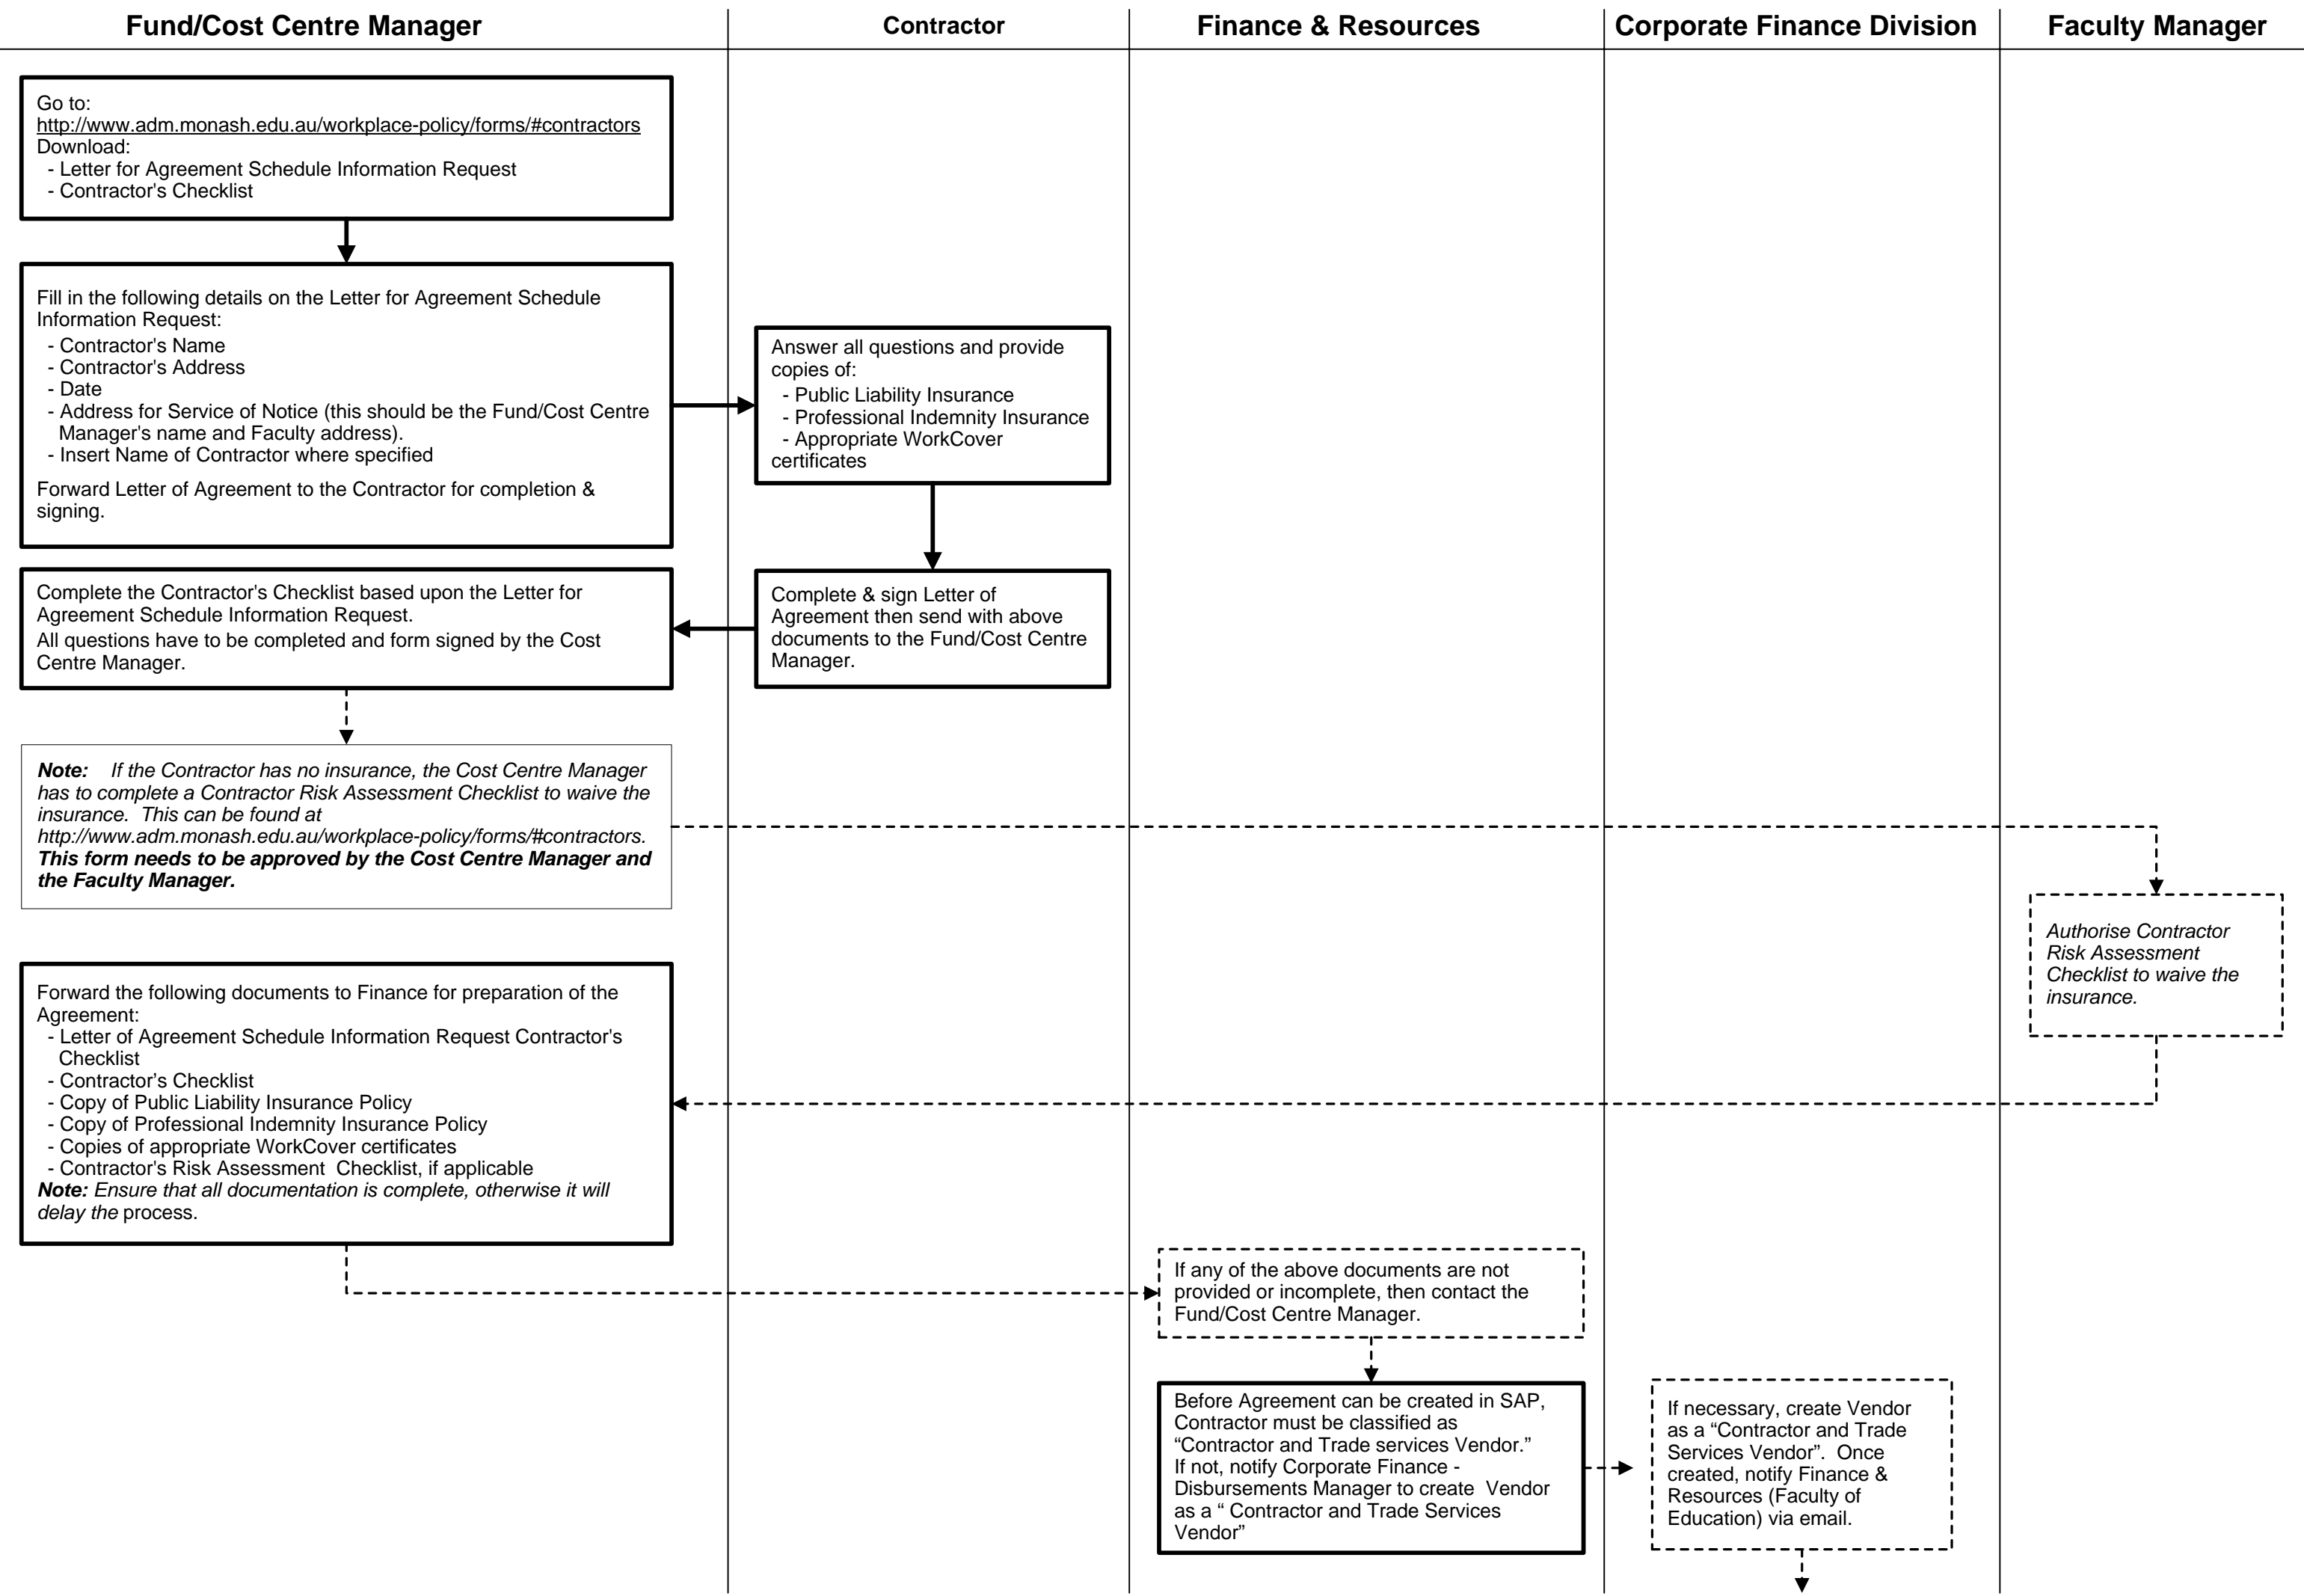 Fund/Cost Centre Manager
Contractor
Finance & Resources
Corporate Finance Division
Faculty Manager
Go to:
http://www.adm.monash.edu.au/workplace-policy/forms/#contractors
Download:
- Letter for Agreement Schedule Information Request
- Contractor's Checklist
Fill in the following details on the Letter for Agreement Schedule
Information Request:
- Contractor's Name
- Contractor's Address
- Date
- Address for Service of Notice (this should be the Fund/Cost Centre
Manager's name and Faculty address).
- Insert Name of Contractor where specified
Forward Letter of Agreement to the Contractor for completion &
signing.
Answer all questions and provide
copies of:
- Public Liability Insurance
- Professional Indemnity Insurance
- Appropriate WorkCover
certificates
Complete & sign Letter of
Agreement then send with above
documents to the Fund/Cost Centre
Manager.
Complete the Contractor's Checklist based upon the Letter for
Agreement Schedule Information Request.
All questions have to be completed and form signed by the Cost
Centre Manager.
Note: If the Contractor has no insurance, the Cost Centre Manager
has to complete a Contractor Risk Assessment Checklist to waive the
insurance. This can be found at
http://www.adm.monash.edu.au/workplace-policy/forms/#contractors.
This form needs to be approved by the Cost Centre Manager and
the Faculty Manager.
Authorise Contractor
Risk Assessment
Checklist to waive the
insurance.
Forward the following documents to Finance for preparation of the
Agreement:
- Letter of Agreement Schedule Information Request Contractor's
Checklist
- Contractor’s Checklist
- Copy of Public Liability Insurance Policy
- Copy of Professional Indemnity Insurance Policy
- Copies of appropriate WorkCover certificates
- Contractor's Risk Assessment Checklist, if applicable
Note: Ensure that all documentation is complete, otherwise it will
delay the process.
If any of the above documents are not
provided or incomplete, then contact the
Fund/Cost Centre Manager.
Before Agreement can be created in SAP,
Contractor must be classified as
“Contractor and Trade services Vendor.”
If not, notify Corporate Finance -
Disbursements Manager to create Vendor
as a “ Contractor and Trade Services
Vendor”
If necessary, create Vendor
as a “Contractor and Trade
Services Vendor”. Once
created, notify Finance &
Resources (Faculty of
Education) via email.